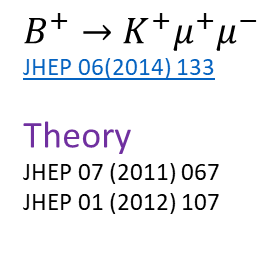 B⁺ → K⁺μ⁺μ⁻
JHEP 06(2014) 133
Theory
JHEP 07 (2011) 067
JHEP 01 (2012) 107